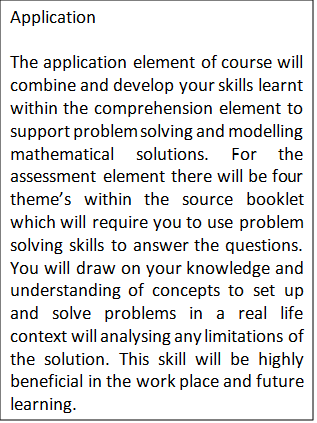 Application
The application element of course will
combine and develop your skills learnt
within the comprehension element to
support problem solving and modelling
mathematical solutions. For the
assessment element there will be four
theme's within the source booklet
which will require you to use problem
solving skills to answer the questions.
You will draw on your knowledge and
understanding of concepts to set up
and solve problems in a real life
context will analysing any limitations of
the solution. This skill will be highly
beneficial in the work place and future
learning.